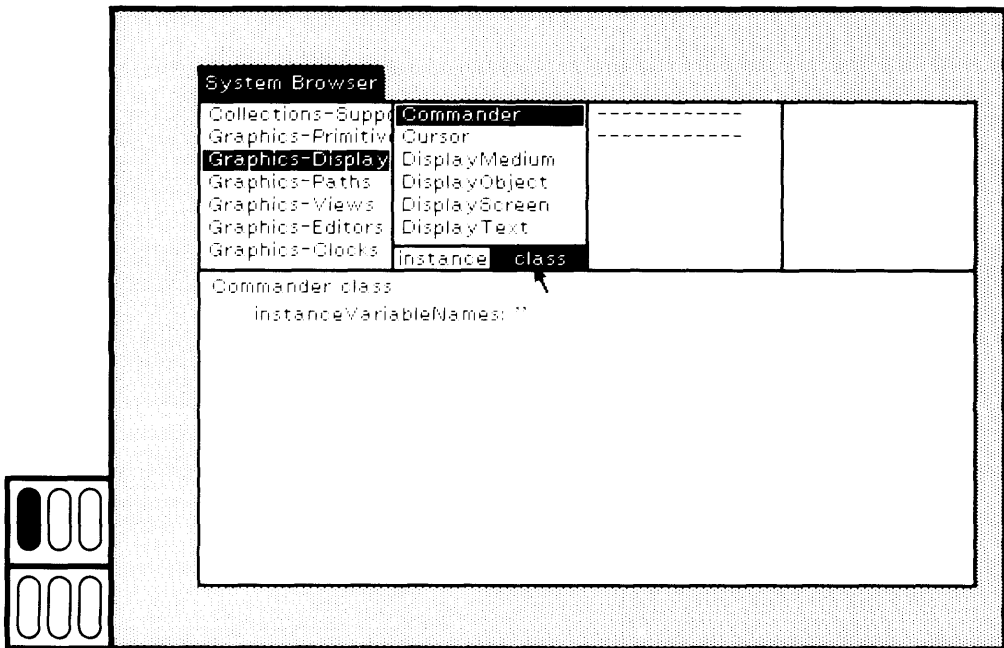 System Browser
Collections-Suppo
Graphics-Primitive
Graphics-Display
Graphics-Paths
Graphics-Views
Graphics-Editors
Graphics-Clocks
Commander
Cursor
DisplayMedium
DisplayObject
DisplayScreen
DisplayText
instance class
------------
------------
Commander class
instanceVariableNames: ''